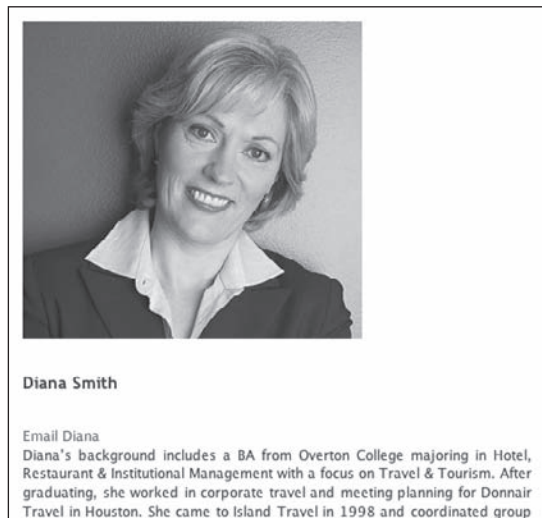 Diana Smith
Email Diana
Diana's background includes a BA from Overton College majoring in Hotel,
Restaurant & Institutional Management with a focus on Travel & Tourism. After
graduating, she worked in corporate travel and meeting planning for Donnair
Travel in Houston. She came to Island Travel in 1998 and coordinated group